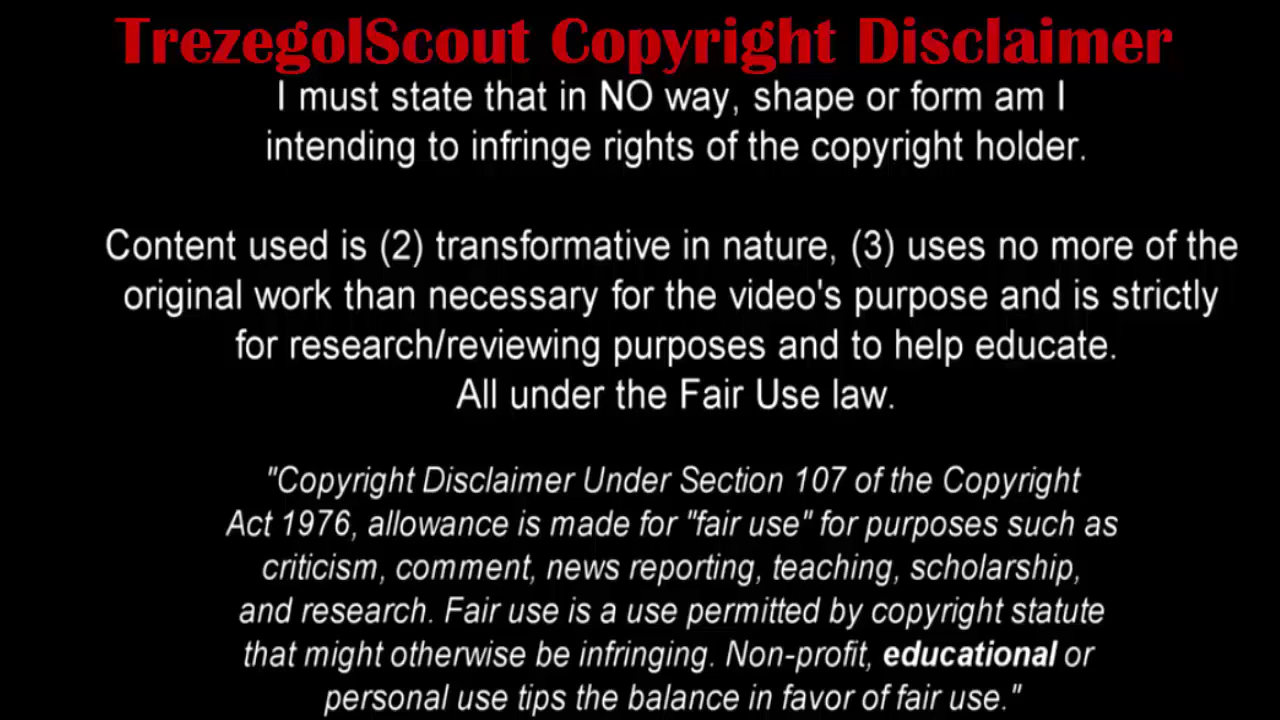 TrezegolScout Copyright Disclaimer
I must state that in NO way, shape or form am I
intending to infringe rights of the copyright holder.
Content used is (2) transformative in nature, (3) uses no more of the
original work than necessary for the video's purpose and is strictly
for research/reviewing purposes and to help educate.
All under the Fair Use law.
"Copyright Disclaimer Under Section 107 of the Copyright
Act 1976, allowance is made for "fair use" for purposes such as
criticism, comment, news reporting, teaching, scholarship,
and research. Fair use is a use permitted by copyright statute
that might otherwise be infringing. Non-profit, educational or
personal use tips the balance in favor of fair use."